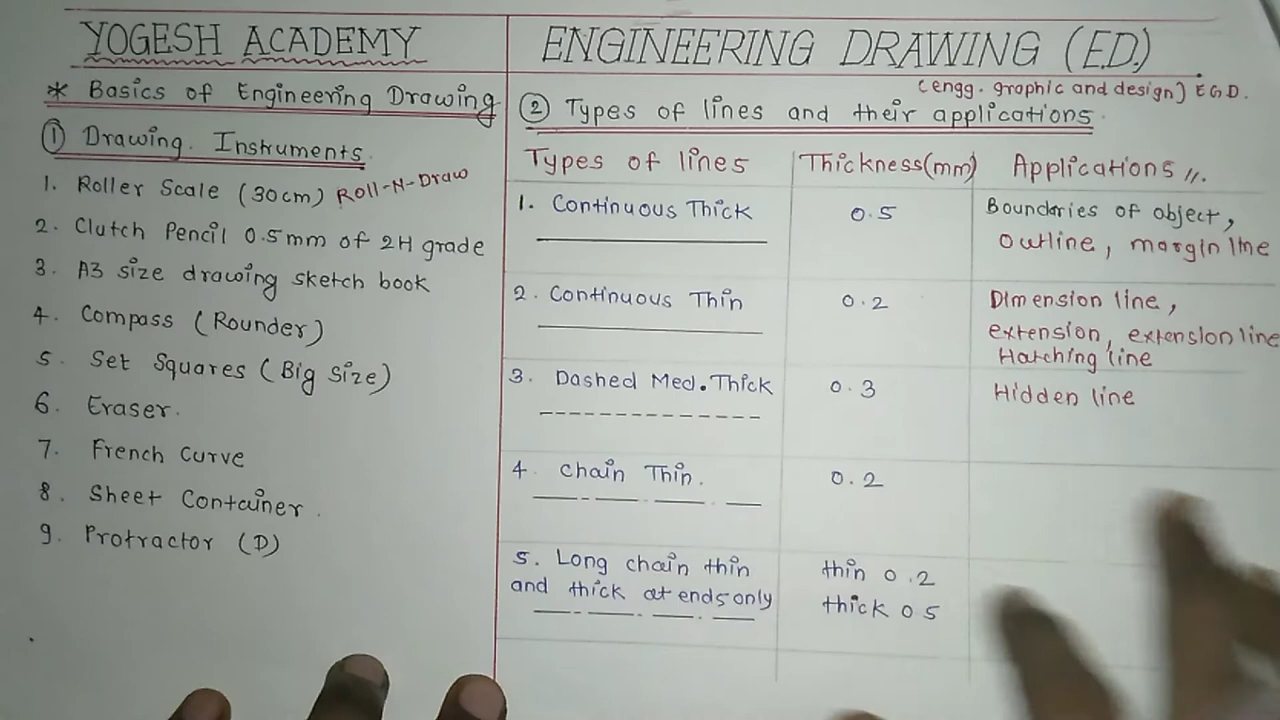 YOGESH ACADEMY
* Basics of Engineering Drawing
① Drawing. Instruments.
1. Roller Scale (30cm) Roll-N-Draw
2. Clutch Pencil 0.5mm of 2H grade
3. A3 size drawing sketch book
4. Compass (Rounder)
5. Set Squares (Big Size)
6. Eraser.
7. French Curve
8. Sheet Container.
9. Protractor (D)
ENGINEERING DRAWING (E.D.)
(engg. graphic and design) E.G.D.
② Types of lines and their applications.
Types of lines Thickness(mm) Applications //.
1. Continuous Thick 0.5 Boundaries of object,
outline, margin line
2. Continuous Thin 0.2 Dimension line,
extension, extension line
Hatching line
3. Dashed Med. Thick 0.3 Hidden line
4. Chain Thin. 0.2
5. Long chain thin thin 0.2
and thick at ends only thick 0.5